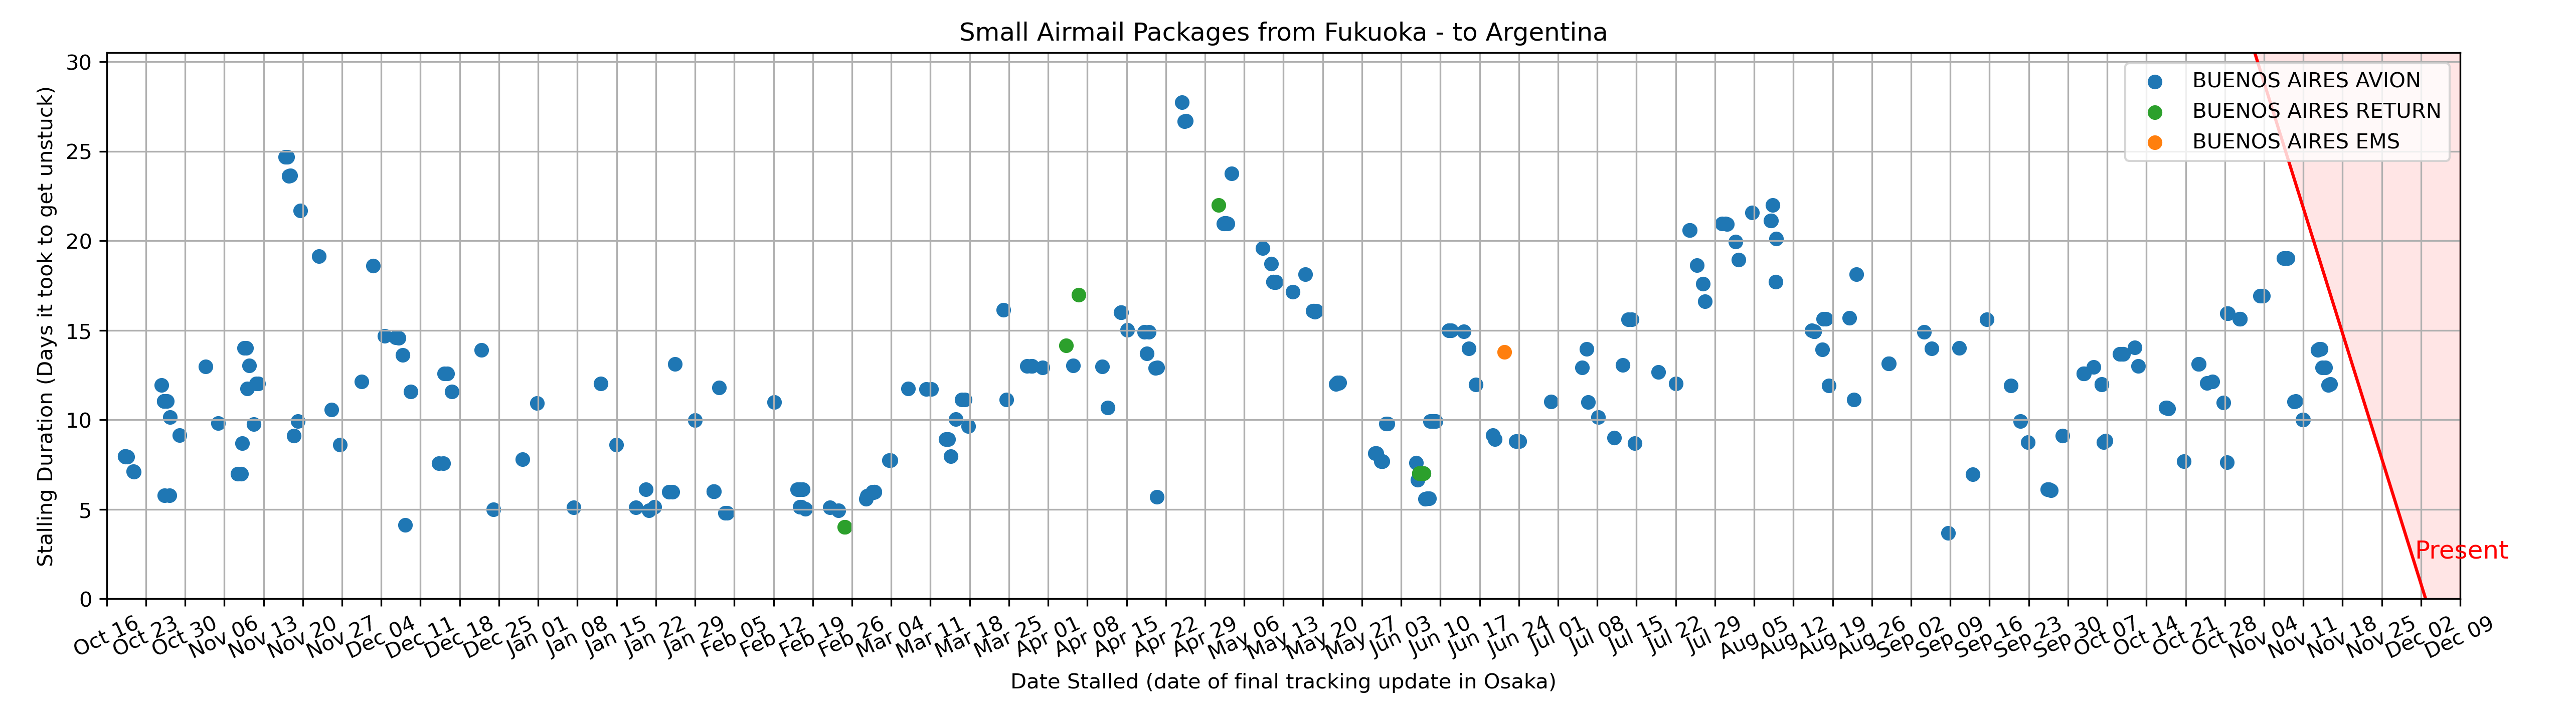 Small Airmail Packages from Fukuoka - to Argentina
Stalling Duration (Days it took to get unstuck)
30
25
20
15
10
5
0
BUENOS AIRES AVION
BUENOS AIRES RETURN
BUENOS AIRES EMS
Present
Oct 16
Oct 23
Oct 30
Nov 06
Nov 13
Nov 20
Nov 27
Dec 04
Dec 11
Dec 18
Dec 25
Jan 01
Jan 08
Jan 15
Jan 22
Jan 29
Feb 05
Feb 12
Feb 19
Feb 26
Mar 04
Mar 11
Mar 18
Mar 25
Apr 01
Apr 08
Apr 15
Apr 22
Apr 29
May 06
May 13
May 20
May 27
Jun 03
Jun 10
Jun 17
Jun 24
Jul 01
Jul 08
Jul 15
Jul 22
Jul 29
Aug 05
Aug 12
Aug 19
Aug 26
Sep 02
Sep 09
Sep 16
Sep 23
Sep 30
Oct 07
Oct 14
Oct 21
Oct 28
Nov 04
Nov 11
Nov 18
Nov 25
Dec 02
Dec 09
Date Stalled (date of final tracking update in Osaka)